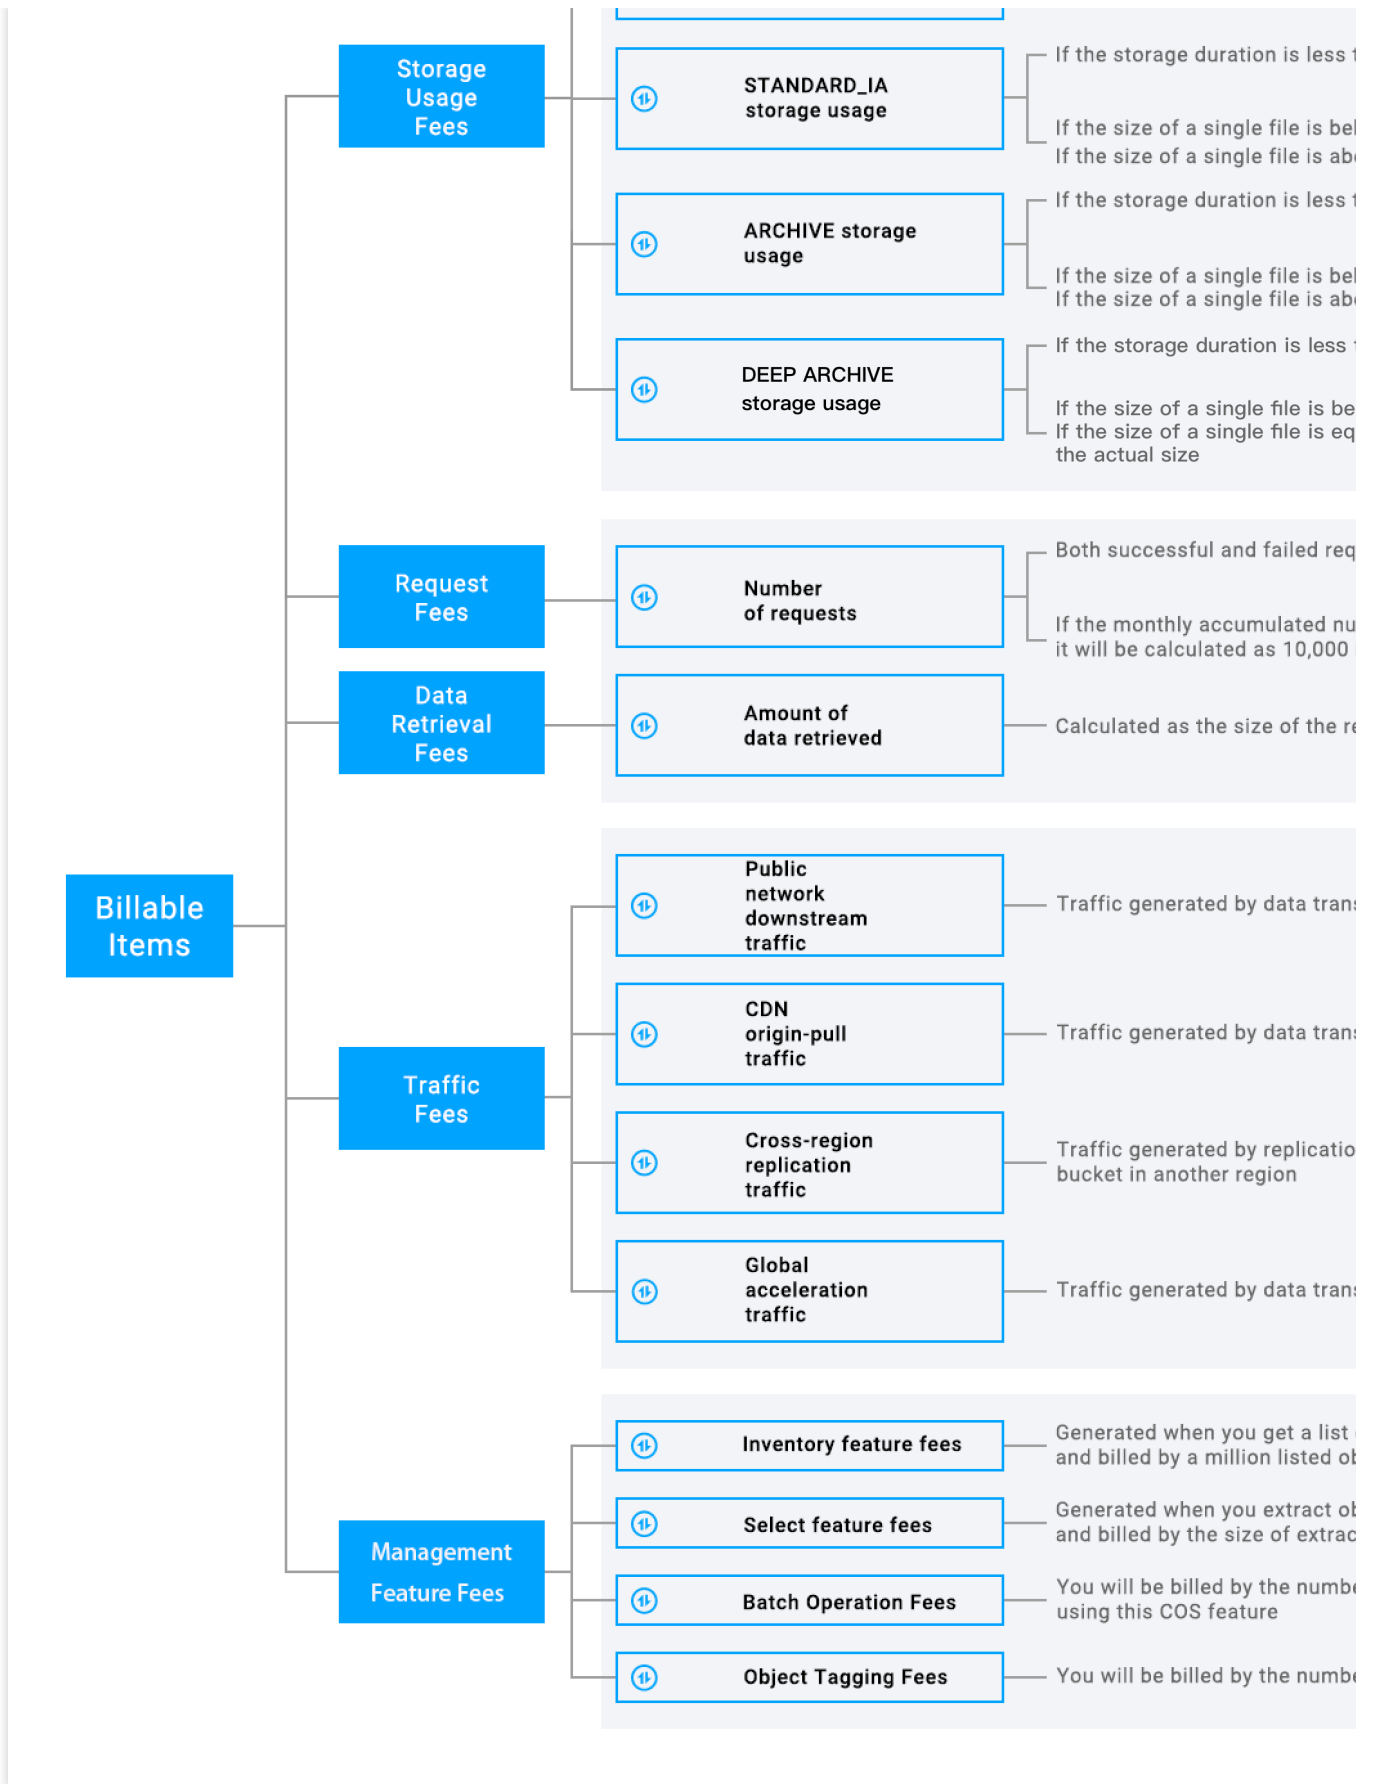 Storage
Usage
Fees
STANDARD_IA
storage usage
If the storage duration is less
If the size of a single file is
If the size of a single file is
ARCHIVE storage
usage
If the storage duration is less
If the size of a single file is
If the size of a single file is
DEEP ARCHIVE
storage usage
If the storage duration is less
If the size of a single file is
If the size of a single file is
the actual size
Request
Fees
Number
of requests
Both successful and failed
If the monthly accumulated
it will be calculated as 10,000
Data
Retrieval
Fees
Amount of
data retrieved
Calculated as the size of the
Billable
Items
Public
network
downstream
traffic
Traffic generated by data
CDN
origin-pull
traffic
Traffic generated by data
Traffic
Fees
Cross-region
replication
traffic
Traffic generated by
bucket in another region
Global
acceleration
traffic
Traffic generated by data
Inventory feature fees
Generated when you get a list
and billed by a million listed
Select feature fees
Generated when you extract
and billed by the size of
Management
Feature Fees
Batch Operation Fees
You will be billed by the
using this COS feature
Object Tagging Fees
You will be billed by the